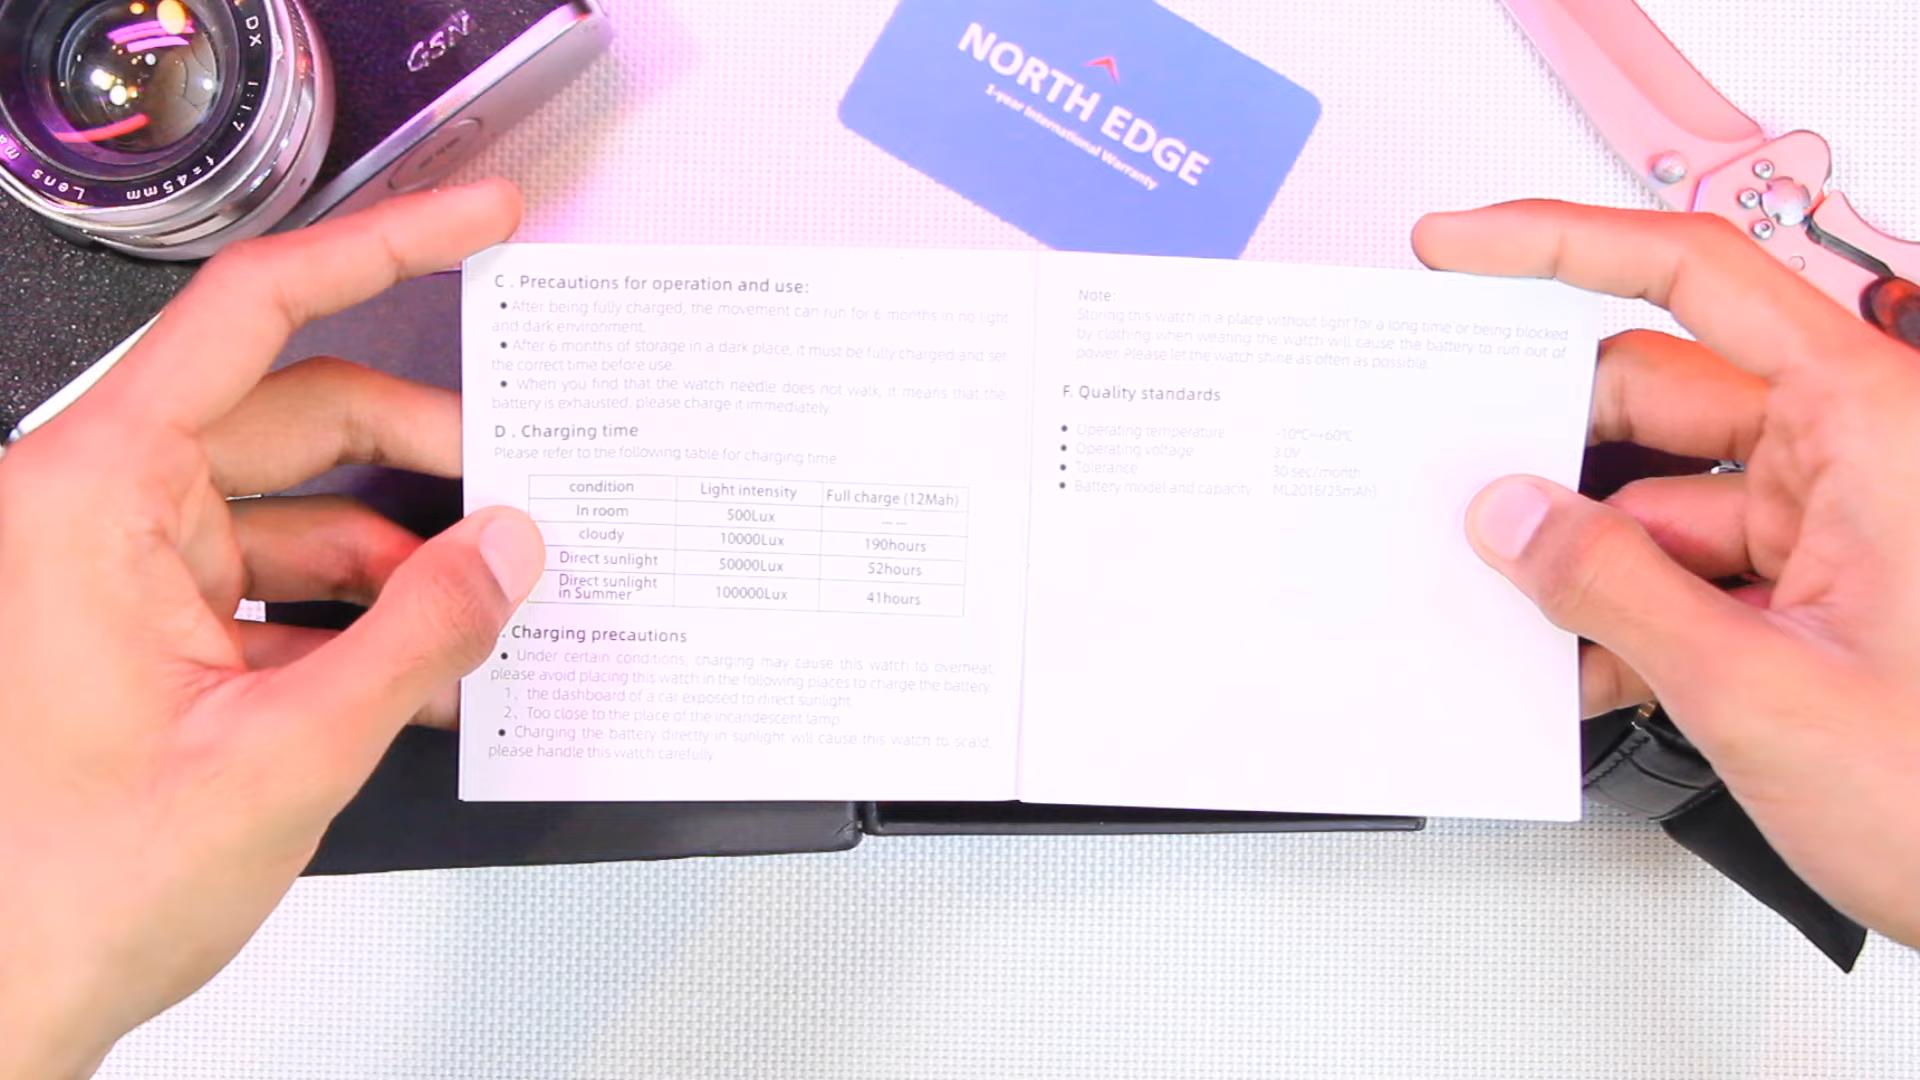 DX 1:1.7 f=45mm Lens
GSN
NORTH EDGE
1-year International Warranty
C . Precautions for operation and use:
● After being fully charged, the movement can run for 6 months in no light
and dark environment.
● After 6 months of storage in a dark place, it must be fully charged and set
the correct time before use.
● When you find that the watch needle does not walk, it means that the
battery is exhausted, please charge it immediately.
D . Charging time
Please refer to the following table for charging time
condition Light intensity Full charge (12Mah)
In room 500Lux -- --
cloudy 10000Lux 190hours
Direct sunlight 50000Lux 52hours
Direct sunlight
in Summer 100000Lux 41hours
. Charging precautions
● Under certain conditions, charging may cause this watch to overheat,
please avoid placing this watch in the following places to charge the battery.
1、the dashboard of a car exposed to direct sunlight
2、Too close to the place of the incandescent lamp
● Charging the battery directly in sunlight will cause this watch to scald,
please handle this watch carefully
Note:
Storing this watch in a place without light for a long time or being blocked
by clothing when wearing the watch will cause the battery to run out of
power. Please let the watch shine as often as possible.
F. Quality standards
● Operating temperature -10℃~+60℃
● Operating voltage 3.0V
● Tolerance 30 sec/month
● Battery model and capacity ML2016(25mAh)